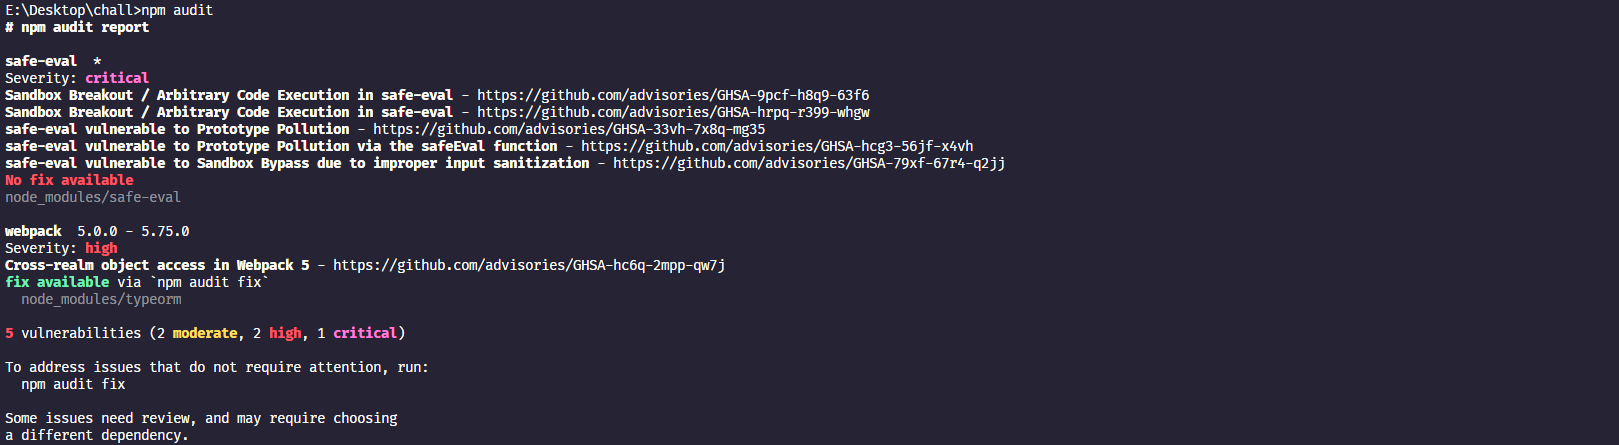 E:\Desktop\chall>npm audit
# npm audit report
safe-eval  *
Severity: critical
Sandbox Breakout / Arbitrary Code Execution in safe-eval - https://github.com/advisories/GHSA-9pcf-h8q9-63f6
Sandbox Breakout / Arbitrary Code Execution in safe-eval - https://github.com/advisories/GHSA-hrpq-r399-whgw
safe-eval vulnerable to Prototype Pollution - https://github.com/advisories/GHSA-33vh-7x8q-mg35
safe-eval vulnerable to Prototype Pollution via the safeEval function - https://github.com/advisories/GHSA-hcg3-56jf-x4vh
safe-eval vulnerable to Sandbox Bypass due to improper input sanitization - https://github.com/advisories/GHSA-79xf-67r4-q2jj
No fix available
node_modules/safe-eval
webpack  5.0.0 - 5.75.0
Severity: high
Cross-realm object access in Webpack 5 - https://github.com/advisories/GHSA-hc6q-2mpp-qw7j
fix available via `npm audit fix`
  node_modules/typeorm
5 vulnerabilities (2 moderate, 2 high, 1 critical)
To address issues that do not require attention, run:
  npm audit fix
Some issues need review, and may require choosing
a different dependency.